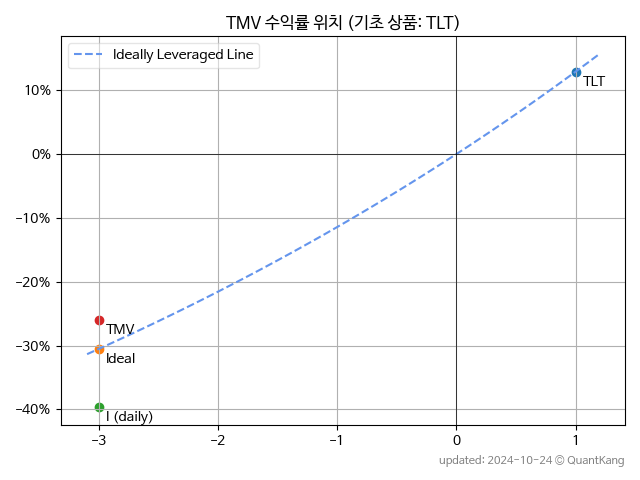 TMV 수익률 위치 (기초 상품: TLT)
Ideally Leveraged Line
10%
0%
−10%
−20%
−30%
−40%
TLT
TMV
Ideal
I (daily)
−3
−2
−1
0
1
updated: 2024-10-24 © QuantKang